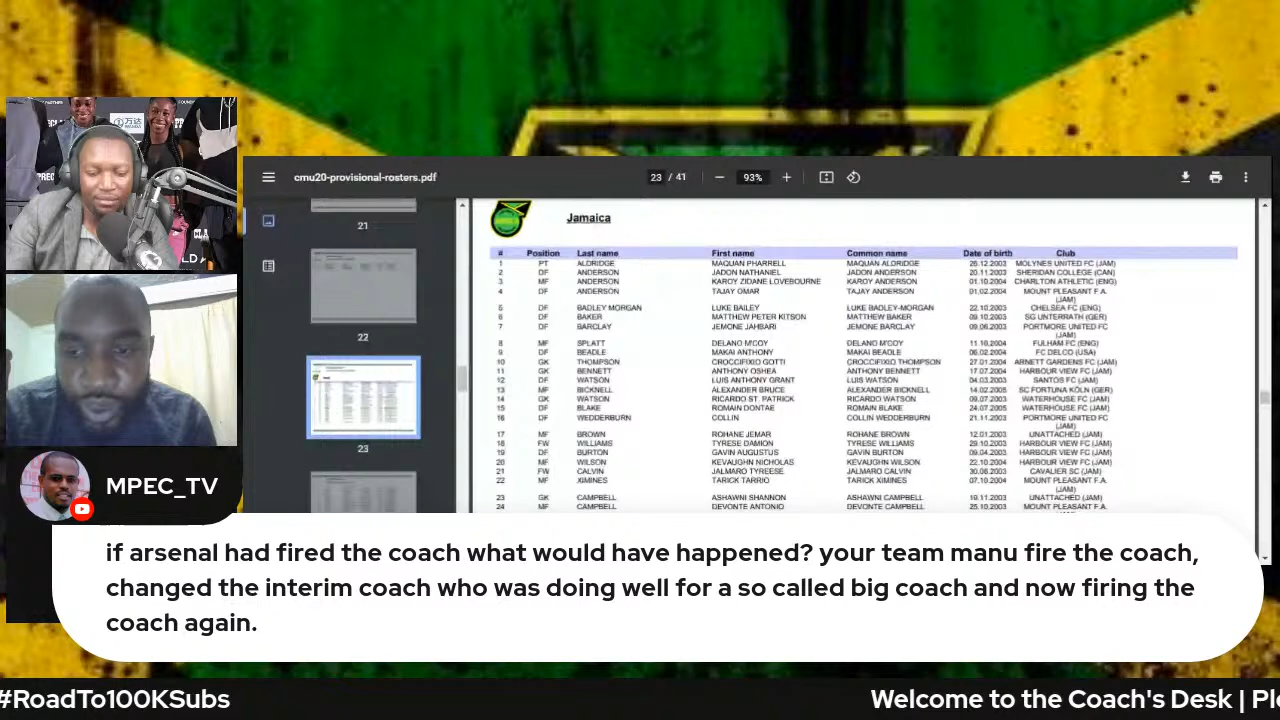 cmu20-provisional-rosters.pdf
23 / 41
93%
21
22
23
Jamaica
# Position Last name First name Common name Date of birth Club
1 PT ALDRIDGE MAQUAN PHARRELL MAQUAN ALDRIDGE 26.12.2003 MOLYNES UNITED FC (JAM)
2 DF ANDERSON JADON NATHANIEL JADON ANDERSON 20.11.2003 SHERIDAN COLLEGE (CAN)
3 MF ANDERSON KAROY ZIDANE LOVEBOURNE KAROY ANDERSON 01.10.2004 CHARLTON ATHLETIC (ENG)
4 DF ANDERSON TAJAY OMAR TAJAY ANDERSON 01.02.2004 MOUNT PLEASANT F.A.
(JAM)
5 DF BADLEY MORGAN LUKE BAILEY LUKE BADLEY-MORGAN 22.10.2003 CHELSEA FC (ENG)
6 DF BAKER MATTHEW PETER KITSON MATTHEW BAKER 09.10.2003 SG UNTERRATH (GER)
7 DF BARCLAY JEMONE JAHBARI JEMONE BARCLAY 09.06.2003 PORTMORE UNITED FC
(JAM)
8 MF SPLATT DELANO M'COY DELANO M'COY 11.10.2004 FULHAM FC (ENG)
9 DF BEADLE MAKAI ANTHONY MAKAI BEADLE 06.02.2004 FC DELCO (USA)
10 GK THOMPSON CROCCIFIXIO GOTTI CROCCIFIXO THOMPSON 27.01.2004 ARNETT GARDENS FC (JAM)
11 GK BENNETT ANTHONY OSHEA ANTHONY BENNETT 17.07.2004 HARBOUR VIEW FC (JAM)
12 DF WATSON LUIS ANTHONY GRANT LUIS WATSON 04.03.2003 SANTOS FC (JAM)
13 MF BICKNELL ALEXANDER BRUCE ALEXANDER BICKNELL 14.02.2005 SC FORTUNA KÖLN (GER)
14 GK WATSON RICARDO ST. PATRICK RICARDO WATSON 09.07.2003 WATERHOUSE FC (JAM)
15 DF BLAKE ROMAIN DONTAE ROMAIN BLAKE 24.07.2005 WATERHOUSE FC (JAM)
16 DF WEDDERBURN COLLIN COLLIN WEDDERBURN 21.11.2003 PORTMORE UNITED FC
(JAM)
17 MF BROWN ROHANE JEMAR ROHANE BROWN 12.01.2003 UNATTACHED (JAM)
18 FW WILLIAMS TYRESE DAMION TYRESE WILLIAMS 29.10.2003 HARBOUR VIEW FC (JAM)
19 DF BURTON GAVIN AUGUSTUS GAVIN BURTON 09.04.2003 HARBOUR VIEW FC (JAM)
20 MF WILSON KEVAUGHN NICHOLAS KEVAUGHN WILSON 22.10.2004 HARBOUR VIEW FC (JAM)
21 FW CALVIN JALMARO TYREESE JALMARO CALVIN 30.06.2003 CAVALIER SC (JAM)
22 MF XIMINES TARICK TARRIO TARICK XIMINES 07.10.2004 MOUNT PLEASANT F.A.
(JAM)
23 GK CAMPBELL ASHAWNI SHANNON ASHAWNI CAMPBELL 19.11.2003 UNATTACHED (JAM)
24 MF CAMPBELL DEVONTE ANTONIO DEVONTE CAMPBELL 25.10.2003 MOUNT PLEASANT F.A.
MPEC_TV
if arsenal had fired the coach what would have happened? your team manu fire the coach,
changed the interim coach who was doing well for a so called big coach and now firing the
coach again.
#RoadTo100KSubs
Welcome to the Coach's Desk | Ple